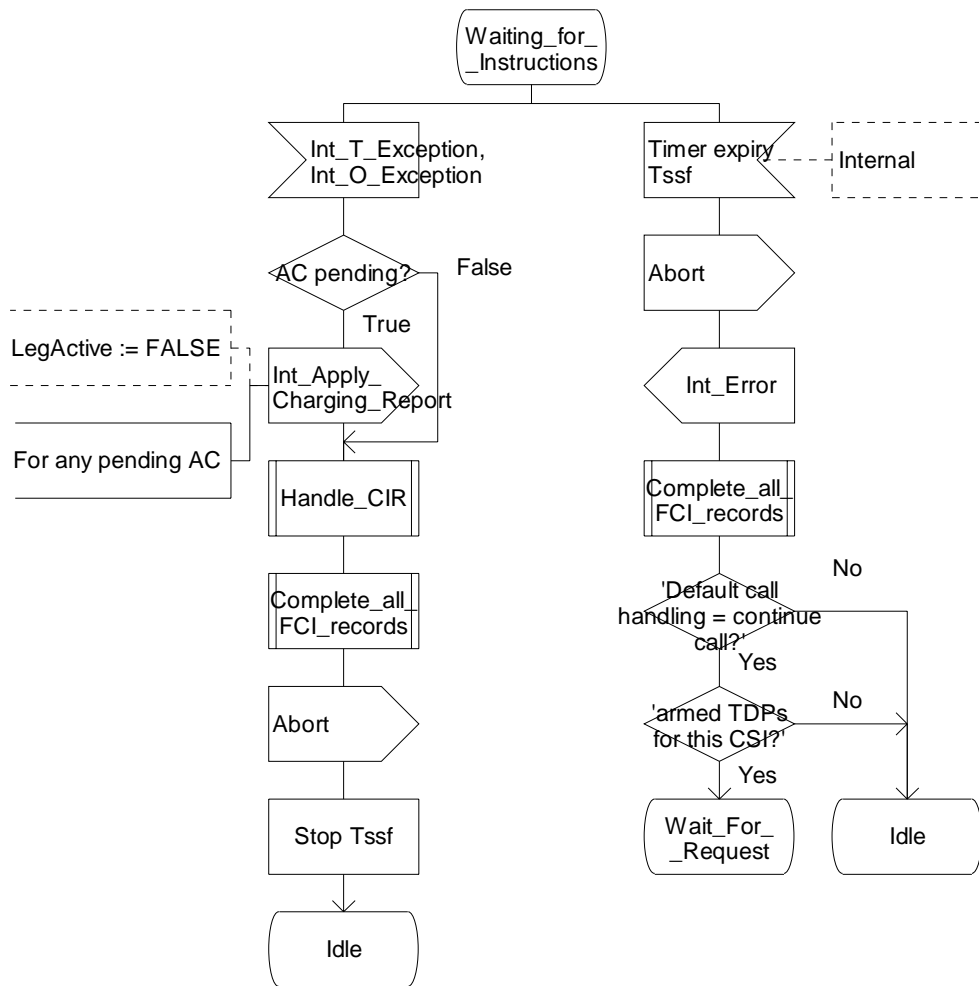 Waiting_for_
_Instructions
Int_T_Exception,
Int_O_Exception
Timer expiry
Tssf
Internal
AC pending?
False
Abort
True
LegActive := FALSE
Int_Apply_
Charging_Report
Int_Error
For any pending AC
Handle_CIR
Complete_all_
FCI_records
Complete_all_
FCI_records
'Default call
handling = continue
call?'
No
Yes
Abort
'armed TDPs
for this CSI?'
No
Yes
Stop Tssf
Wait_For_
_Request
Idle
Idle